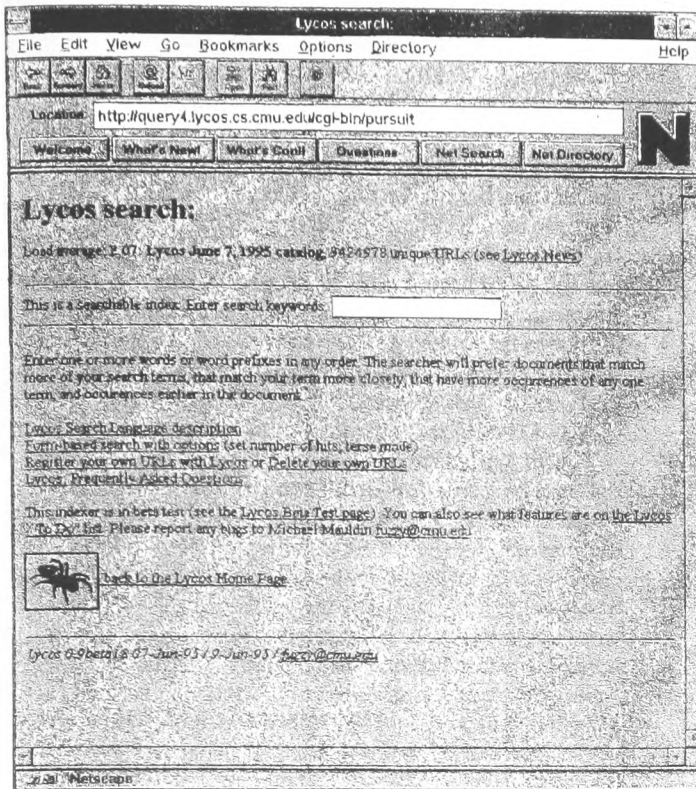 Lycos search:
File Edit View Go Bookmarks Options Directory Help
Location: http://query4.lycos.cs.cmu.edu/cgi-bin/pursuit
Welcome What's New! What's Cool! Questions Net Search Net Directory
N
Lycos search:
Load average: 2.07: Lycos June 7, 1995 catalog, unique URLs (see Lycos News)
This is a searchable index. Enter search keywords:
Enter one or more words or word prefixes in any order. The searcher will prefer documents that match
more of your search terms, that match your term more closely, that have more occurrences of any one
term, and occurences earlier in the document.
Lycos Search Language description
Form-based search with options (set number of hits, terse mode)
Register your own URLs with Lycos or Delete your own URLs
Lycos, Frequently Asked Questions
This indexer is in beta test (see the Lycos Beta Test page). You can also see what features are on the Lycos
"To Do" list. Please report any bugs to Michael Mauldin fuzzy@cmu.edu
back to the Lycos Home Page
Lycos 07-Jun-95 / 9-Jun-95 / fuzzy@cmu.edu
Netscape